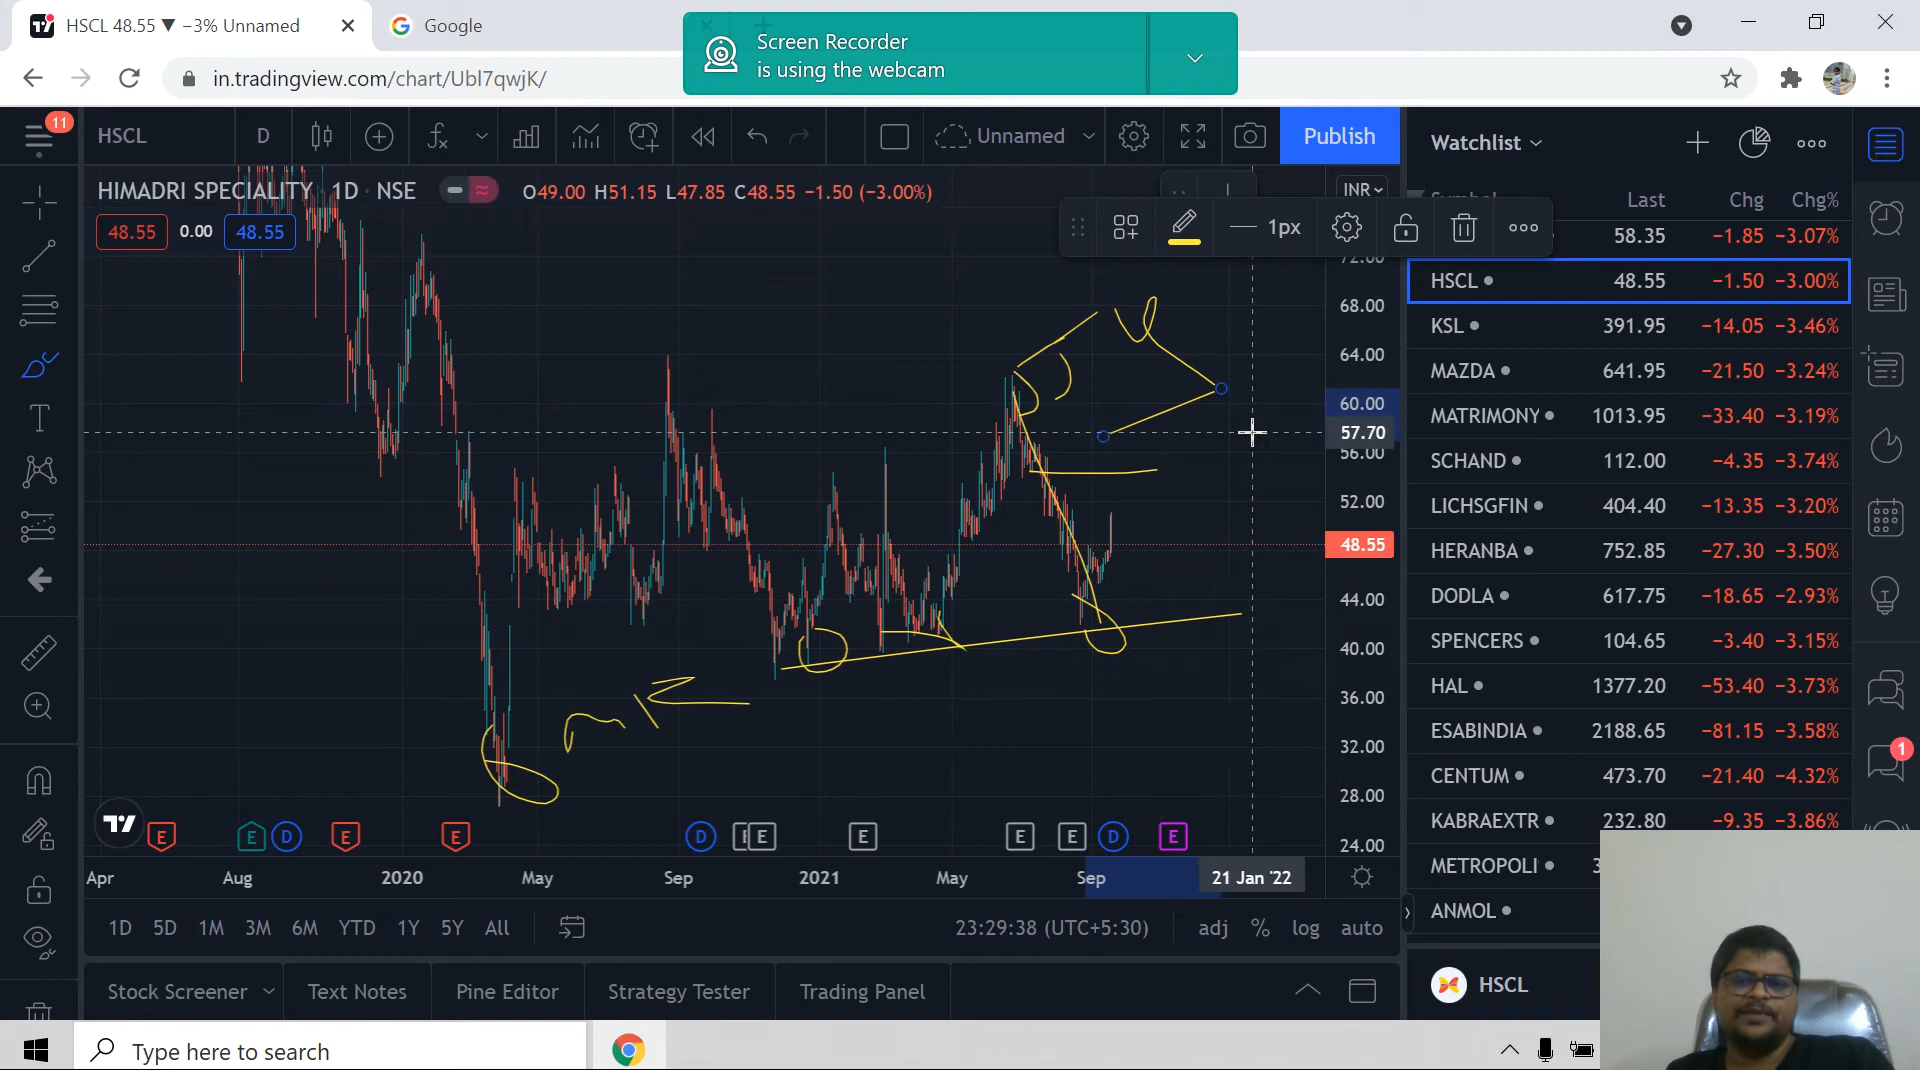 HSCL 48.55 ▼ −3% Unnamed
Google
Screen Recorder
is using the webcam
in.tradingview.com/chart/Ubl7qwjK/
11
HSCL
D
Unnamed
Publish
HIMADRI SPECIALITY · 1D · NSE
O49.00 H51.15 L47.85 C48.55 −1.50 (−3.00%)
48.55
0.00
48.55
INR
1px
72.00
68.00
64.00
60.00
57.70
56.00
52.00
48.55
44.00
40.00
36.00
32.00
28.00
24.00
E
E
D
E
E
D
E
E
E
E
D
E
Apr
Aug
2020
May
Sep
2021
May
Sep
21 Jan '22
1D
5D
1M
3M
6M
YTD
1Y
5Y
All
23:29:38 (UTC+5:30)
adj
%
log
auto
Stock Screener
Text Notes
Pine Editor
Strategy Tester
Trading Panel
Watchlist
Symbol Last Chg Chg%
58.35 −1.85 −3.07%
HSCL 48.55 −1.50 −3.00%
KSL 391.95 −14.05 −3.46%
MAZDA 641.95 −21.50 −3.24%
MATRIMONY 1013.95 −33.40 −3.19%
SCHAND 112.00 −4.35 −3.74%
LICHSGFIN 404.40 −13.35 −3.20%
HERANBA 752.85 −27.30 −3.50%
DODLA 617.75 −18.65 −2.93%
SPENCERS 104.65 −3.40 −3.15%
HAL 1377.20 −53.40 −3.73%
ESABINDIA 2188.65 −81.15 −3.58%
CENTUM 473.70 −21.40 −4.32%
KABRAEXTR 232.80 −9.35 −3.86%
METROPOLI
ANMOL
HSCL
1
Type here to search